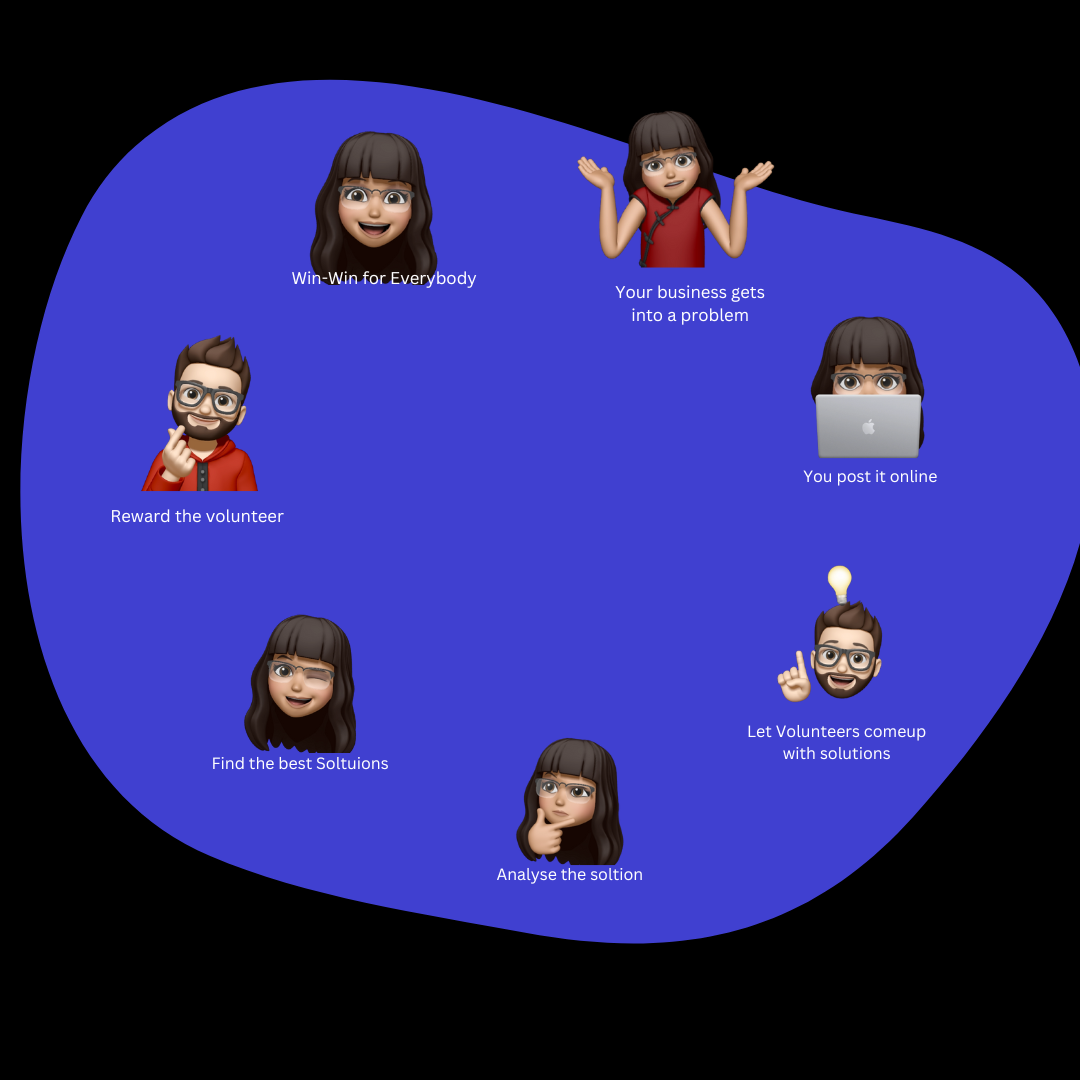 Win-Win for Everybody
Your business gets
into a problem
You post it online
Reward the volunteer
Let Volunteers comeup
with solutions
Find the best Soltuions
Analyse the soltion